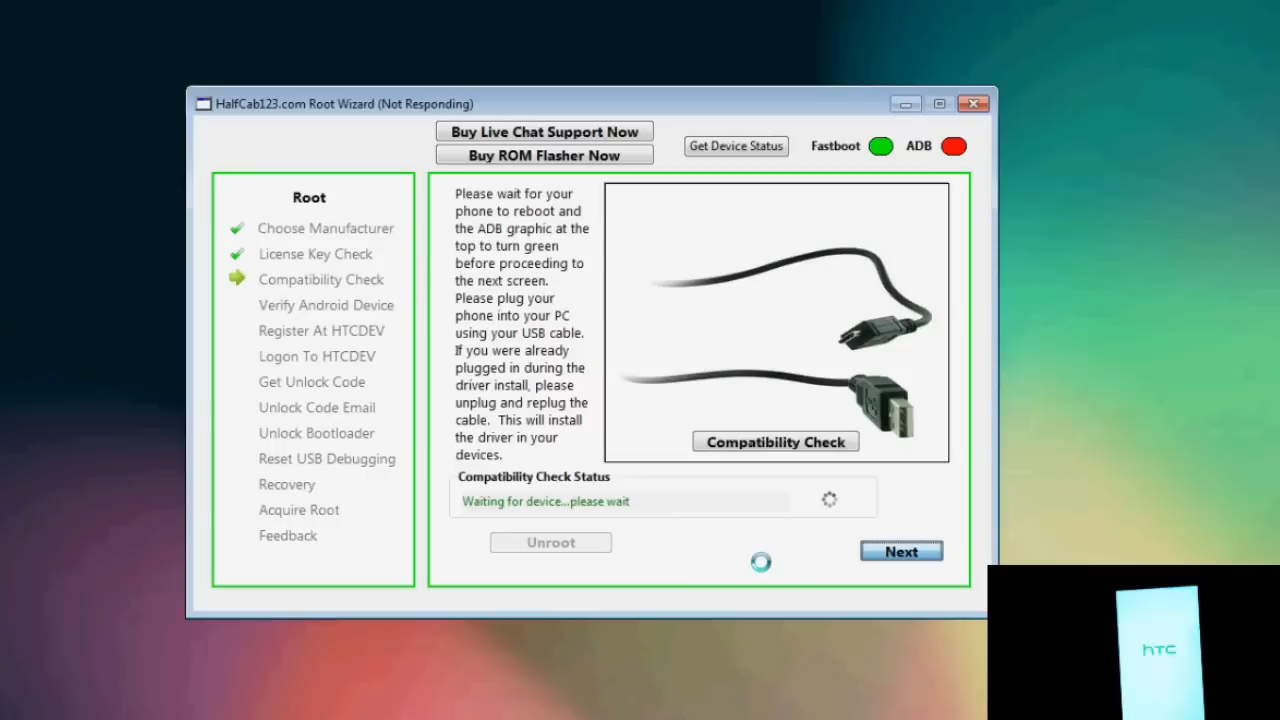 HalfCab123.com Root Wizard (Not Responding)
Buy Live Chat Support Now
Buy ROM Flasher Now
Get Device Status
Fastboot
ADB
Root
Choose Manufacturer
License Key Check
Compatibility Check
Verify Android Device
Register At HTCDEV
Logon To HTCDEV
Get Unlock Code
Unlock Code Email
Unlock Bootloader
Reset USB Debugging
Recovery
Acquire Root
Feedback
Please wait for your
phone to reboot and
the ADB graphic at the
top to turn green
before proceeding to
the next screen.
Please plug your
phone into your PC
using your USB cable.
If you were already
plugged in during the
driver install, please
unplug and replug the
cable. This will install
the driver in your
devices.
Compatibility Check
Compatibility Check Status
Waiting for device...please wait
Unroot
Next
hTC